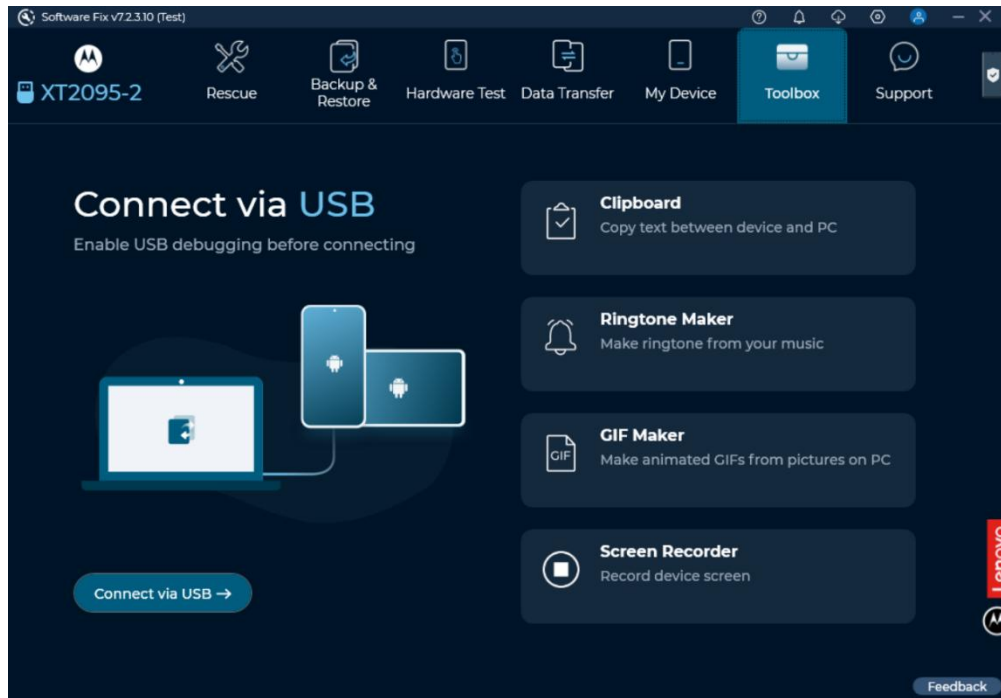 Software Fix v7.2.3.10 (Test)
XT2095-2
Rescue
Backup &
Restore
Hardware Test
Data Transfer
My Device
Toolbox
Support
Connect via USB
Enable USB debugging before connecting
Connect via USB →
Clipboard
Copy text between device and PC
Ringtone Maker
Make ringtone from your music
GIF
GIF Maker
Make animated GIFs from pictures on PC
Screen Recorder
Record device screen
Lenovo
Feedback